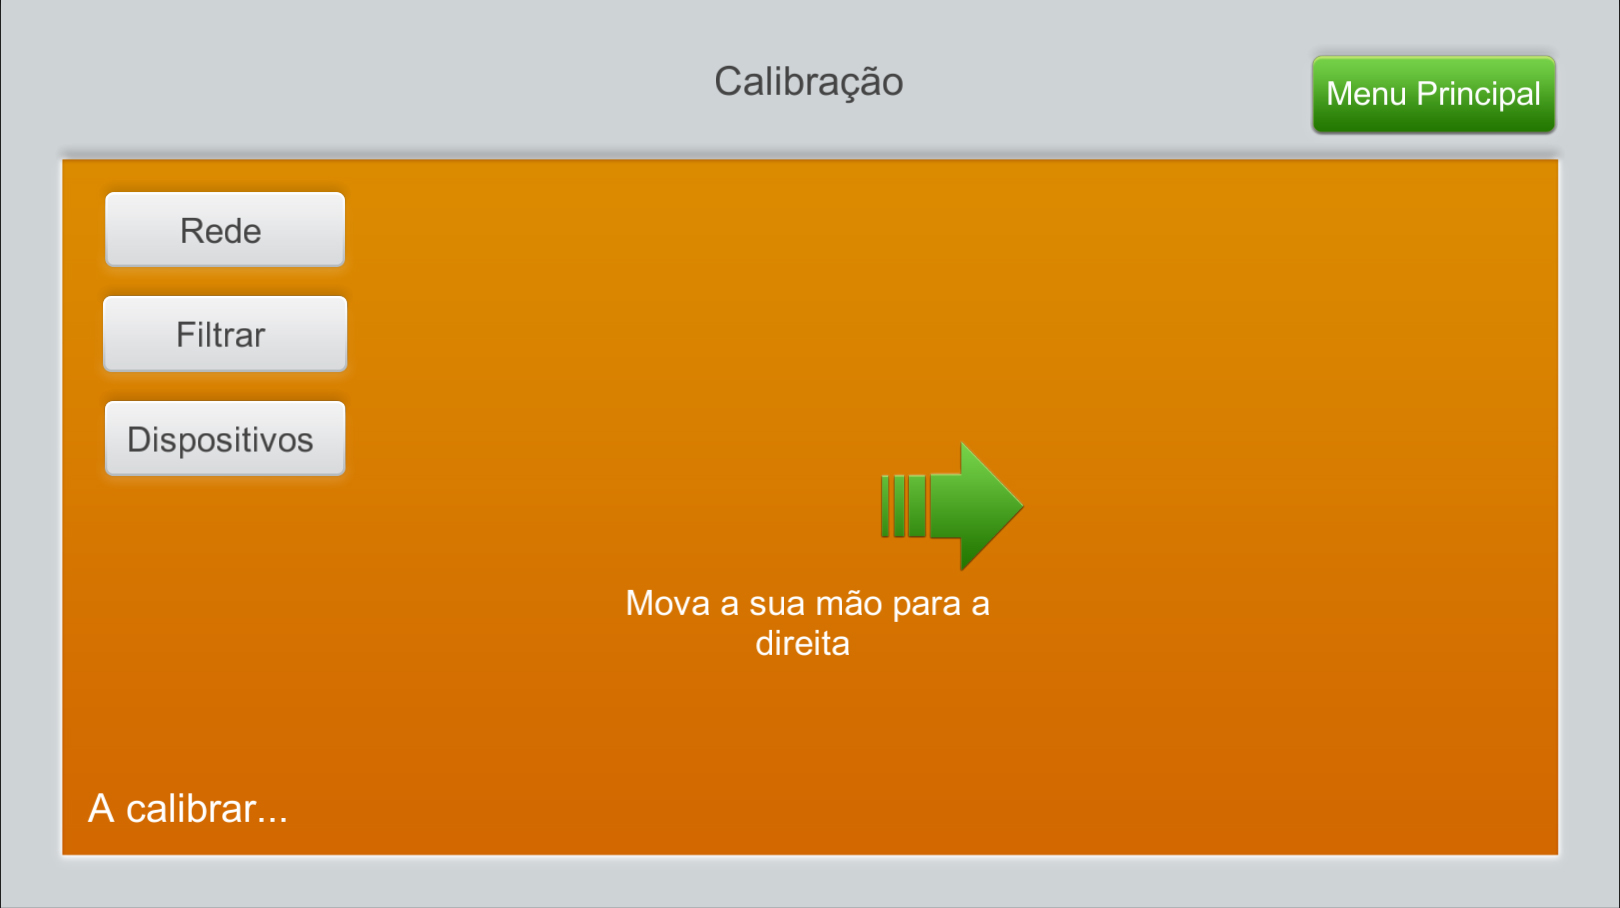 Calibração
Menu Principal
Rede
Filtrar
Dispositivos
Mova a sua mão para a
direita
A calibrar...